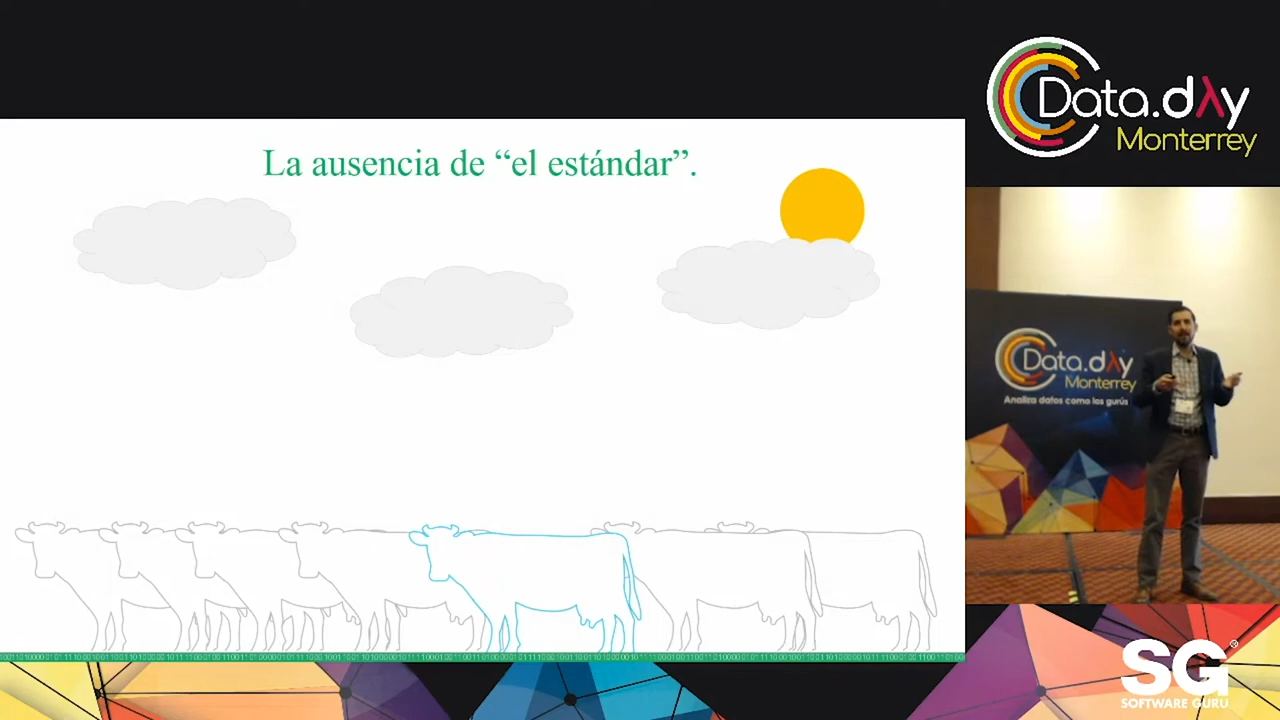 La ausencia de “el estándar”.
Data.dλy
Monterrey
Data.dλy
Monterrey
Analiza datos como los gurús
SG
SOFTWARE GURU